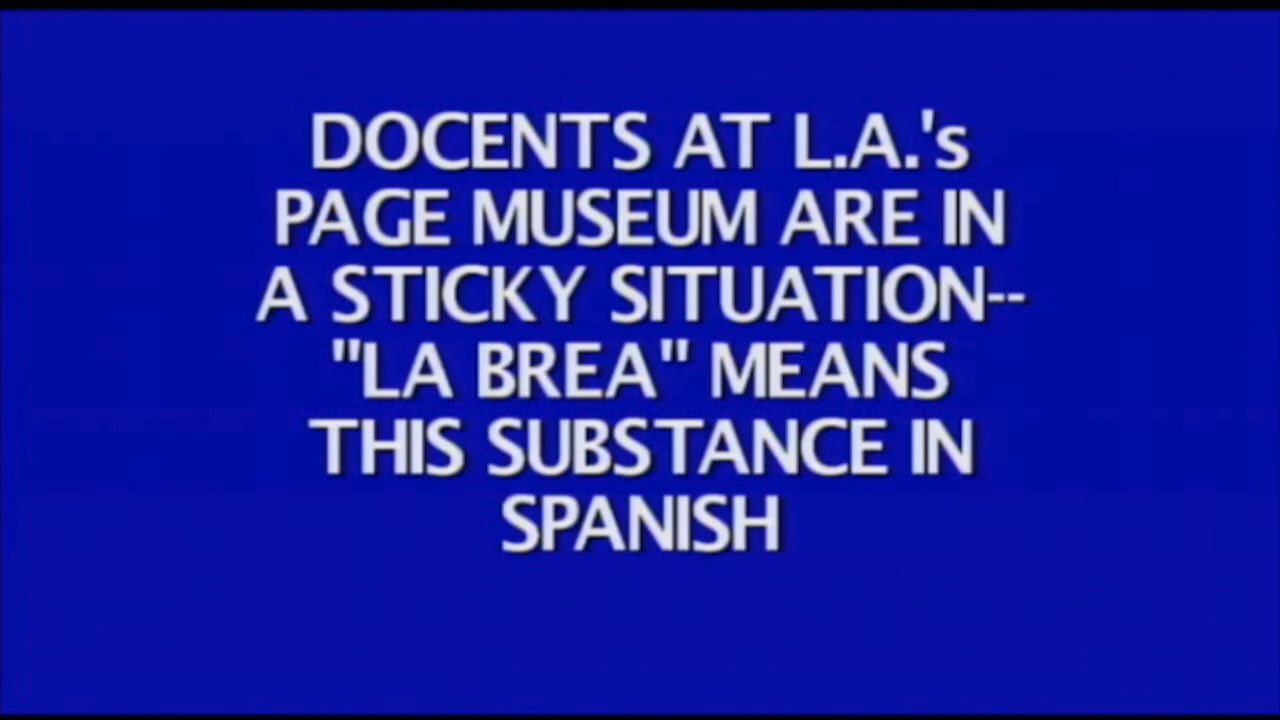 DOCENTS AT L.A.'s
PAGE MUSEUM ARE IN
A STICKY SITUATION--
"LA BREA" MEANS
THIS SUBSTANCE IN
SPANISH